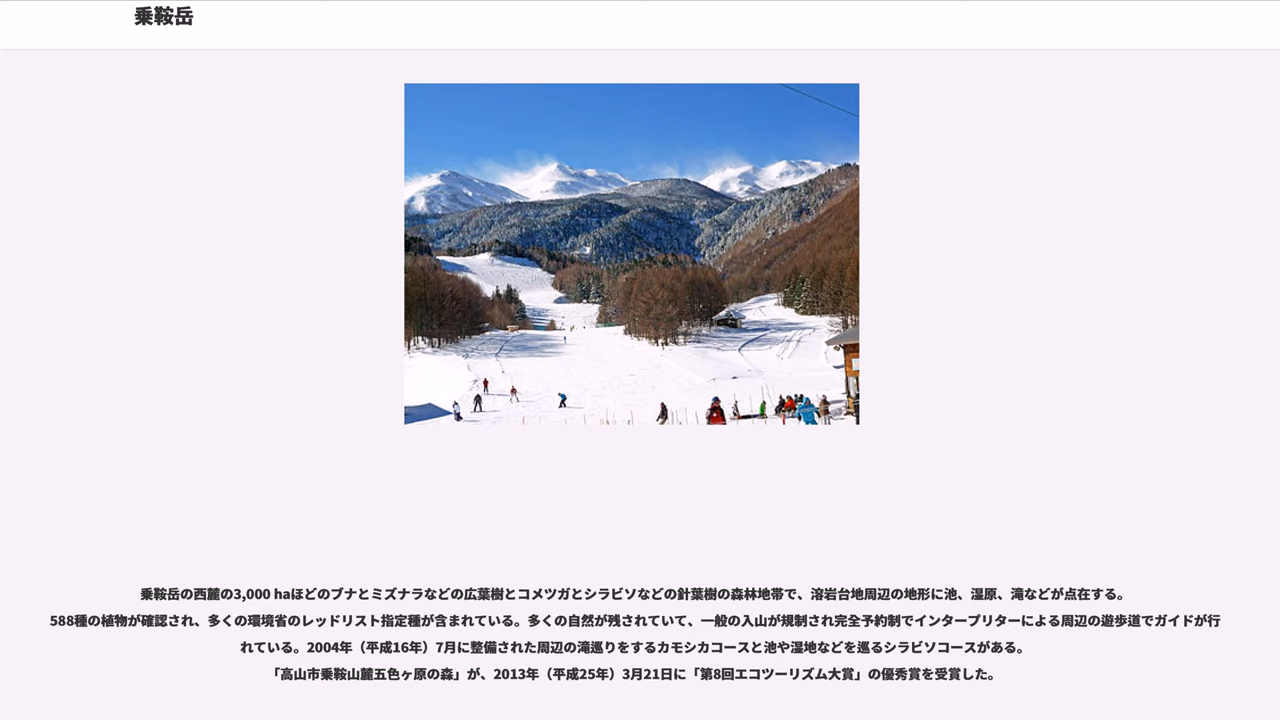 乗鞍岳
乗鞍岳の西麓の3,000 haほどのブナとミズナラなどの広葉樹とコメツガとシラビソなどの針葉樹の森林地帯で、溶岩台地周辺の地形に池、湿原、滝などが点在する。
588種の植物が確認され、多くの環境省のレッドリスト指定種が含まれている。多くの自然が残されていて、一般の入山が規制され完全予約制でインタープリターによる周辺の遊歩道でガイドが行
れている。2004年（平成16年）7月に整備された周辺の滝巡りをするカモシカコースと池や湿地などを巡るシラビソコースがある。
「高山市乗鞍山麓五色ヶ原の森」が、2013年（平成25年）3月21日に「第8回エコツーリズム大賞」の優秀賞を受賞した。